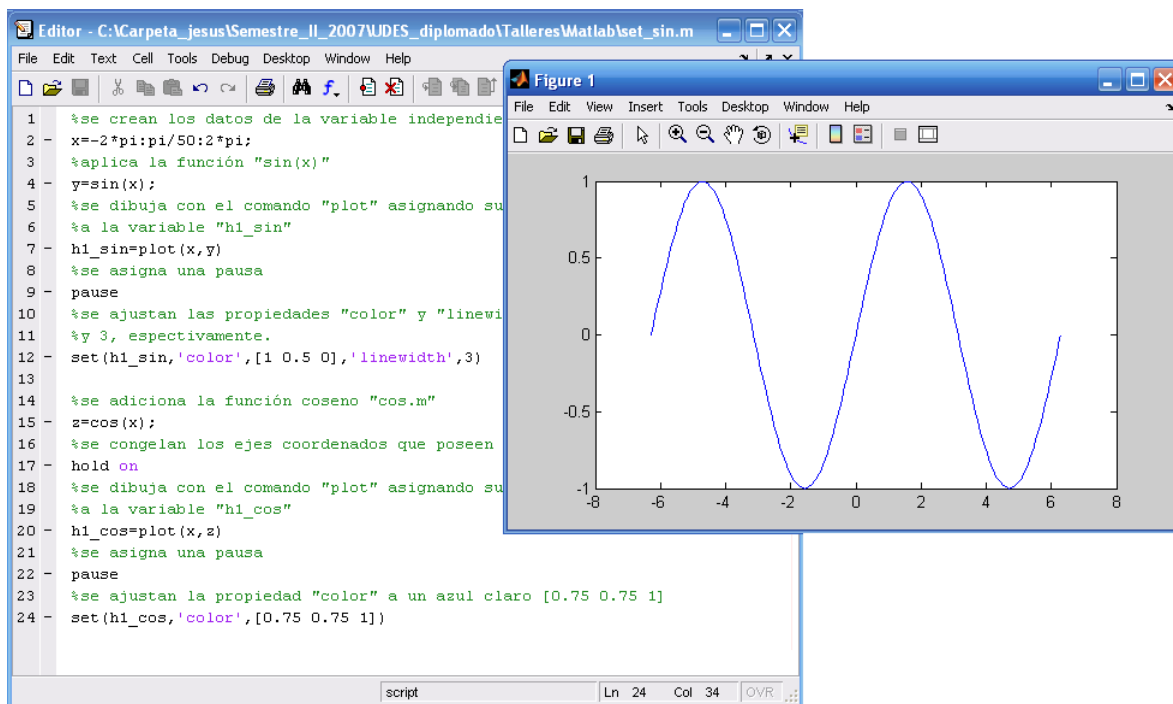 Editor - C:\Carpeta_jesus\Semestre_II_2007\UDES_diplomado\Talleres\Matlab\set_sin.m
File Edit Text Cell Tools Debug Desktop Window Help
1 %se crean los datos de la variable independie
2 - x=-2*pi:pi/50:2*pi;
3 %aplica la función "sin(x)"
4 - y=sin(x);
5 %se dibuja con el comando "plot" asignando su
6 %a la variable "h1_sin"
7 - h1_sin=plot(x,y)
8 %se asigna una pausa
9 - pause
10 %se ajustan las propiedades "color" y "linewi
11 %y 3, espectivamente.
12 - set(h1_sin,'color',[1 0.5 0],'linewidth',3)
13
14 %se adiciona la función coseno "cos.m"
15 - z=cos(x);
16 %se congelan los ejes coordenados que poseen
17 - hold on
18 %se dibuja con el comando "plot" asignando su
19 %a la variable "h1_cos"
20 - h1_cos=plot(x,z)
21 %se asigna una pausa
22 - pause
23 %se ajustan la propiedad "color" a un azul claro [0.75 0.75 1]
24 - set(h1_cos,'color',[0.75 0.75 1])
script Ln 24 Col 34 OVR
Figure 1
File Edit View Insert Tools Desktop Window Help
1
0.5
0
-0.5
-1
-8 -6 -4 -2 0 2 4 6 8